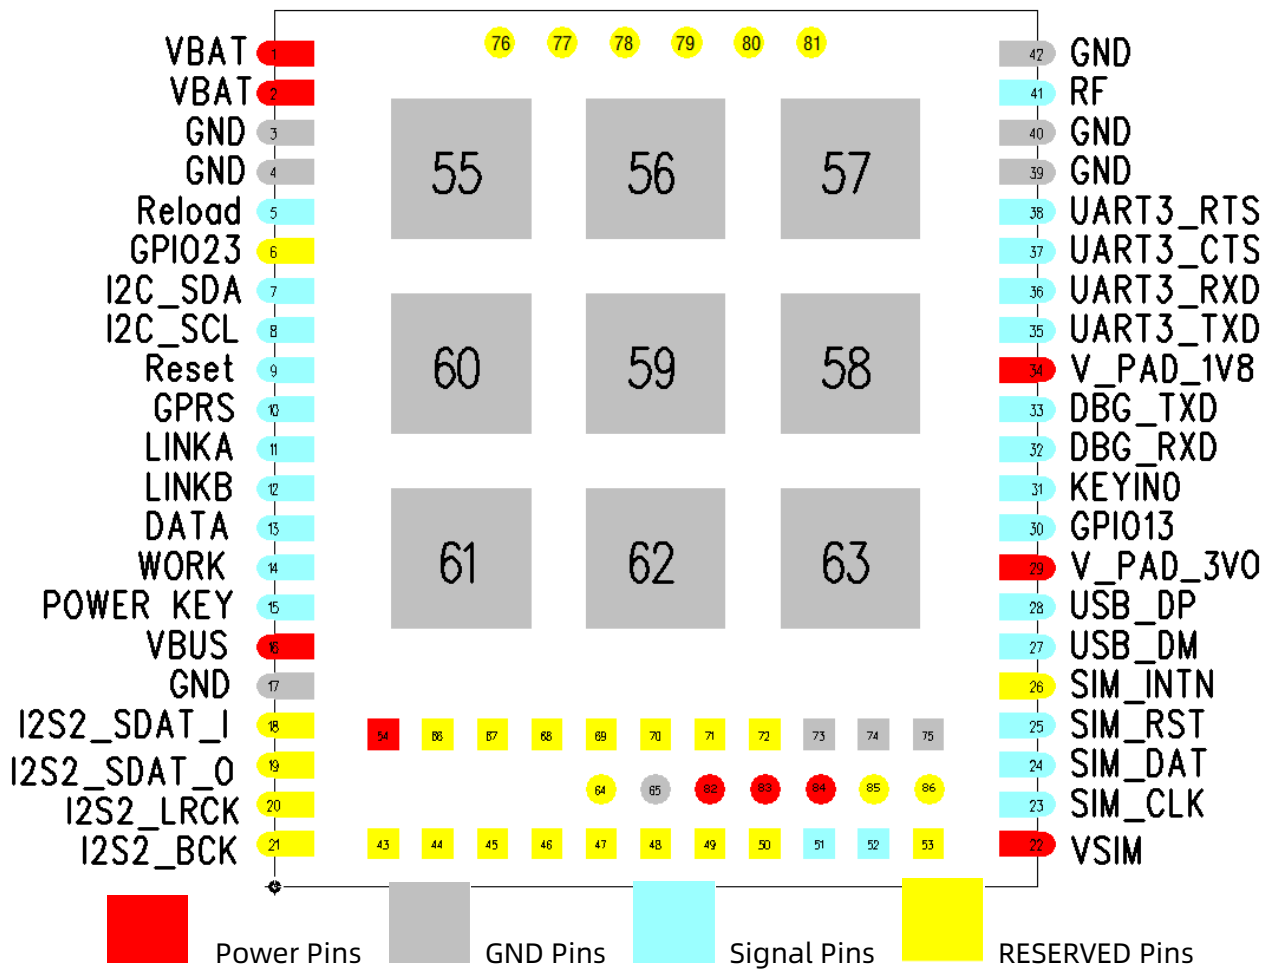 76 77 78 79 80 81
VBAT 1
VBAT 2
GND 3
GND 4
Reload 5
GPIO23 6
I2C_SDA 7
I2C_SCL 8
Reset 9
GPRS 10
LINKA 11
LINKB 12
DATA 13
WORK 14
POWER KEY 15
VBUS 16
GND 17
I2S2_SDAT_I 18
I2S2_SDAT_O 19
I2S2_LRCK 20
I2S2_BCK 21
55 56 57
60 59 58
61 62 63
54 66 67 68 69 70 71 72 73 74 75
64 65 82 83 84 85 86
43 44 45 46 47 48 49 50 51 52 53
42 GND
41 RF
40 GND
39 GND
38 UART3_RTS
37 UART3_CTS
36 UART3_RXD
35 UART3_TXD
34 V_PAD_1V8
33 DBG_TXD
32 DBG_RXD
31 KEYIN0
30 GPIO13
29 V_PAD_3V0
28 USB_DP
27 USB_DM
26 SIM_INTN
25 SIM_RST
24 SIM_DAT
23 SIM_CLK
22 VSIM
Power Pins
GND Pins
Signal Pins
RESERVED Pins